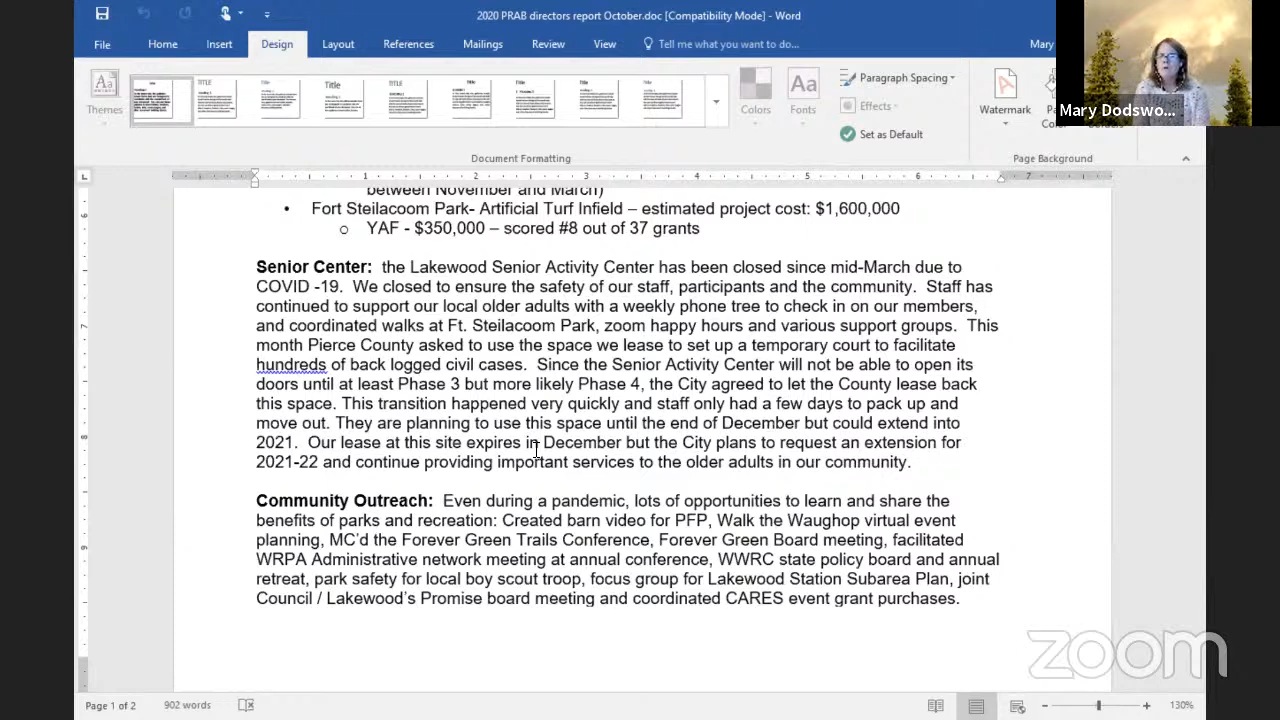 2020 PRAB directors report October.doc [Compatibility Mode] - Word
File Home Insert Design Layout References Mailings Review View Tell me what you want to do... Mary
Mary Dodswo...
Themes
TITLE
Title
TITLE
Title
Title
Colors
Fonts
Paragraph Spacing
Effects
Set as Default
Watermark
Document Formatting
Page Background
1 2 3 4 5 6 7
between November and March)
• Fort Steilacoom Park- Artificial Turf Infield – estimated project cost: $1,600,000
o YAF - $350,000 – scored #8 out of 37 grants
Senior Center: the Lakewood Senior Activity Center has been closed since mid-March due to
COVID -19. We closed to ensure the safety of our staff, participants and the community. Staff has
continued to support our local older adults with a weekly phone tree to check in on our members,
and coordinated walks at Ft. Steilacoom Park, zoom happy hours and various support groups. This
month Pierce County asked to use the space we lease to set up a temporary court to facilitate
hundreds of back logged civil cases. Since the Senior Activity Center will not be able to open its
doors until at least Phase 3 but more likely Phase 4, the City agreed to let the County lease back
this space. This transition happened very quickly and staff only had a few days to pack up and
move out. They are planning to use this space until the end of December but could extend into
2021. Our lease at this site expires in December but the City plans to request an extension for
2021-22 and continue providing important services to the older adults in our community.
Community Outreach: Even during a pandemic, lots of opportunities to learn and share the
benefits of parks and recreation: Created barn video for PFP, Walk the Waughop virtual event
planning, MC'd the Forever Green Trails Conference, Forever Green Board meeting, facilitated
WRPA Administrative network meeting at annual conference, WWRC state policy board and annual
retreat, park safety for local boy scout troop, focus group for Lakewood Station Subarea Plan, joint
Council / Lakewood's Promise board meeting and coordinated CARES event grant purchases.
zoom
Page 1 of 2 902 words 130%